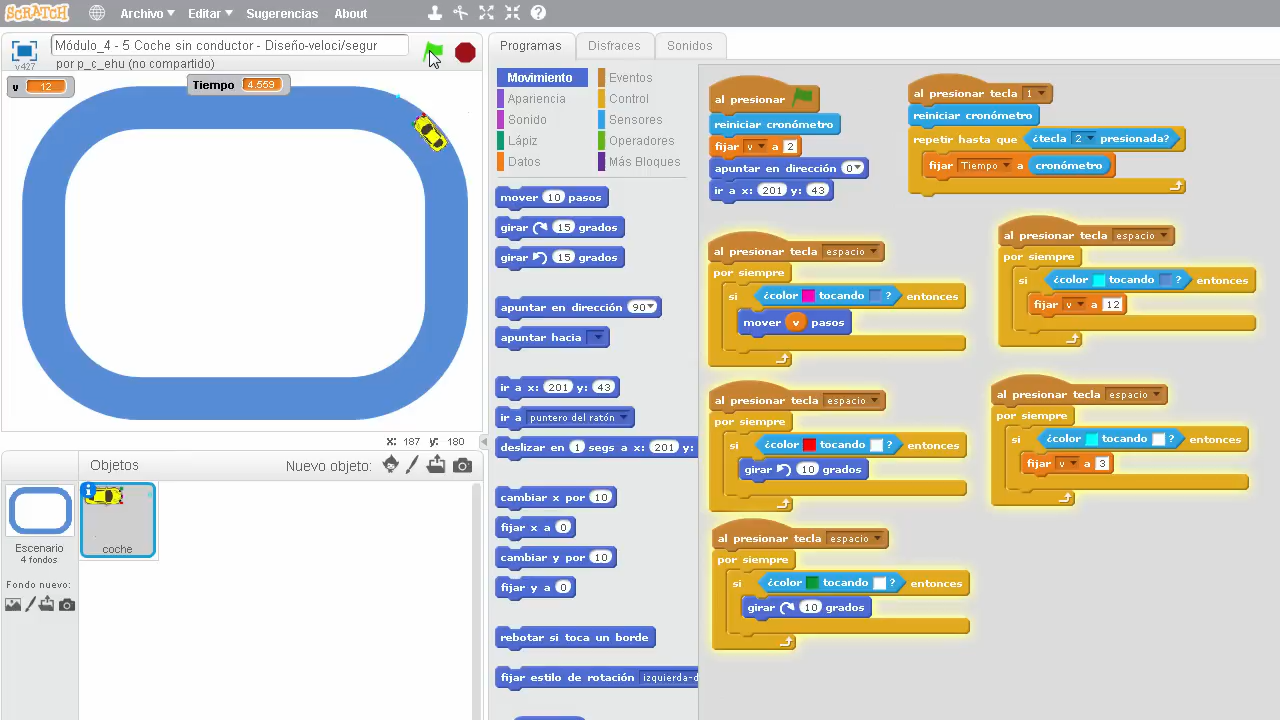 SCRATCH Archivo Editar Sugerencias About
v427 Módulo_4 - 5 Coche sin conductor - Diseño-veloci/segur
por p_c_ehu (no compartido)
v 12
Tiempo 4.559
X: 187 y: 180
Objetos Nuevo objeto
Escenario
4 fondos
Fondo nuevo:
coche
Programas Disfraces Sonidos
Movimiento Eventos
Apariencia Control
Sonido Sensores
Lápiz Operadores
Datos Más Bloques
mover 10 pasos
girar 15 grados
girar 15 grados
apuntar en dirección 90
apuntar hacia
ir a x: 201 y: 43
ir a puntero del ratón
deslizar en 1 segs a x: 201 y:
cambiar x por 10
fijar x a 0
cambiar y por 10
fijar y a 0
rebotar si toca un borde
fijar estilo de rotación izquierda-d
al presionar
reiniciar cronómetro
fijar v a 2
apuntar en dirección 0
ir a x: 201 y: 43
al presionar tecla 1
reiniciar cronómetro
repetir hasta que ¿tecla 2 presionada?
fijar Tiempo a cronómetro
al presionar tecla espacio
por siempre
si ¿color tocando ? entonces
mover v pasos
al presionar tecla espacio
por siempre
si ¿color tocando ? entonces
fijar v a 12
al presionar tecla espacio
por siempre
si ¿color tocando ? entonces
girar 10 grados
al presionar tecla espacio
por siempre
si ¿color tocando ? entonces
fijar v a 3
al presionar tecla espacio
por siempre
si ¿color tocando ? entonces
girar 10 grados